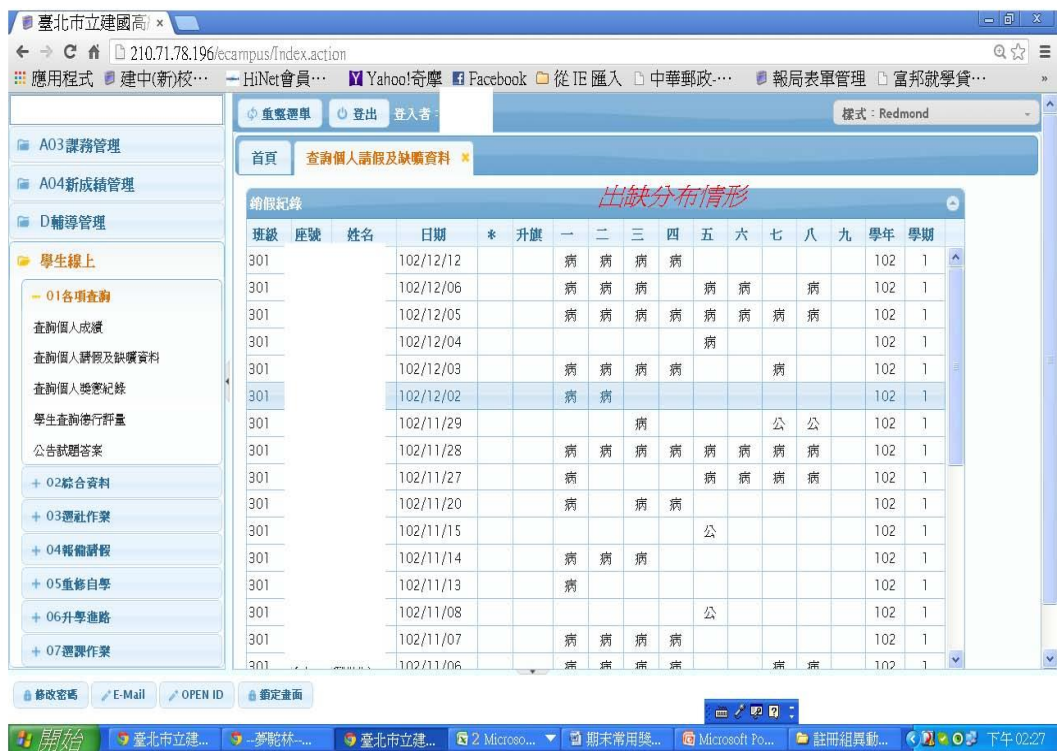 臺北市立建國高 ×
210.71.78.196/ecampus/Index.action
應用程式 建中(新)校… HiNet會員… Yahoo!奇摩 Facebook 從 IE 匯入 中華郵政-… 報局表單管理 富邦就學貸… »
重整選單 登出 登入者： 樣式：Redmond
A03課務管理
A04新成績管理
D輔導管理
學生線上
01各項查詢
查詢個人成績
查詢個人請假及缺曠資料
查詢個人獎懲紀錄
學生查詢德行評量
公告試題答案
+ 02綜合資料
+ 03選社作業
+ 04報備請假
+ 05重修自學
+ 06升學進路
+ 07選課作業
首頁 查詢個人請假及缺曠資料 ×
出缺分布情形
班級 座號 姓名 日期 * 升旗 一 二 三 四 五 六 七 八 九 學年 學期
301 102/12/12 病 病 病 病 102 1
301 102/12/06 病 病 病 病 病 病 102 1
301 102/12/05 病 病 病 病 病 病 病 病 102 1
301 102/12/04 病 102 1
301 102/12/03 病 病 病 病 病 102 1
301 102/12/02 病 病 102 1
301 102/11/29 病 公 公 102 1
301 102/11/28 病 病 病 病 病 病 病 病 102 1
301 102/11/27 病 病 病 病 病 102 1
301 102/11/20 病 病 病 102 1
301 102/11/15 公 102 1
301 102/11/14 病 病 病 102 1
301 102/11/13 病 102 1
301 102/11/08 公 102 1
301 102/11/07 病 病 病 病 102 1
301 102/11/06 病 病 病 病 病 病 102 1
修改密碼 E-Mail OPEN ID 鎖定畫面
開始 臺北市立建... --夢駝林--... 臺北市立建... 2 Microso... 期末常用獎... Microsoft Po... 註冊組異動... 下午 02:27